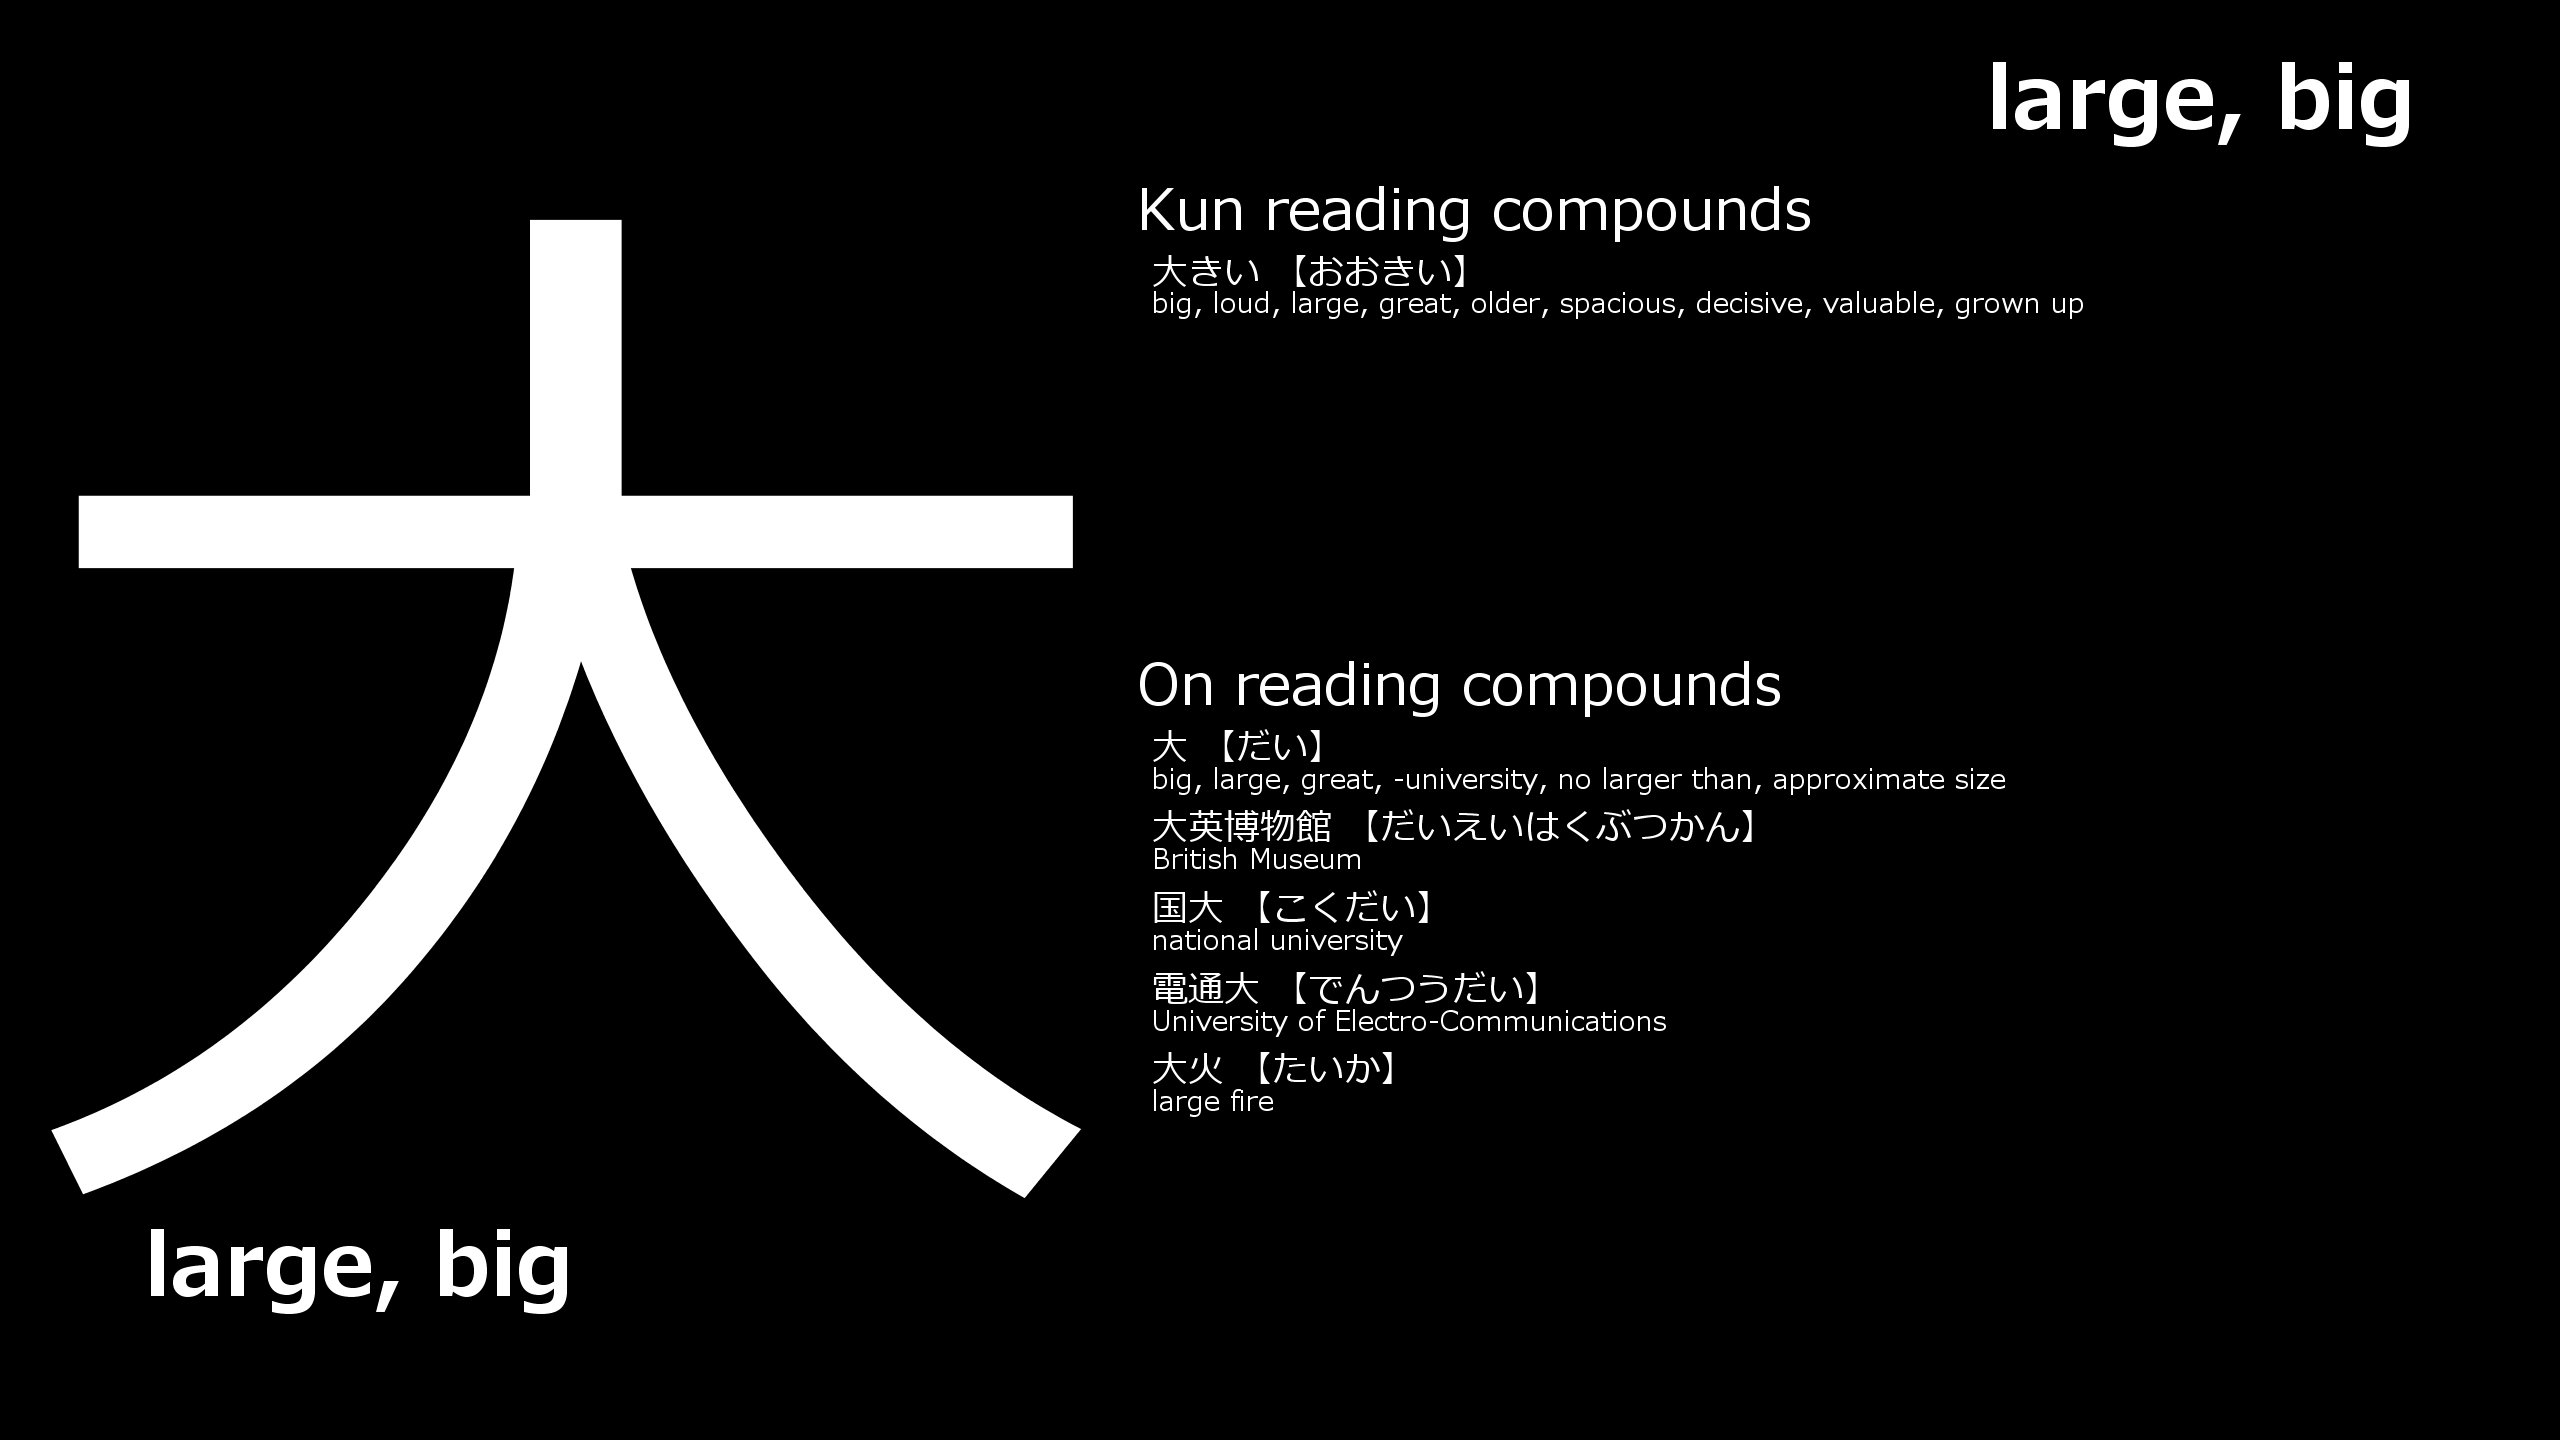 large, big
大
Kun reading compounds
大きい 【おおきい】
big, loud, large, great, older, spacious, decisive, valuable, grown up
On reading compounds
大 【だい】
big, large, great, -university, no larger than, approximate size
大英博物館 【だいえいはくぶつかん】
British Museum
国大 【こくだい】
national university
電通大 【でんつうだい】
University of Electro-Communications
大火 【たいか】
large fire
large, big